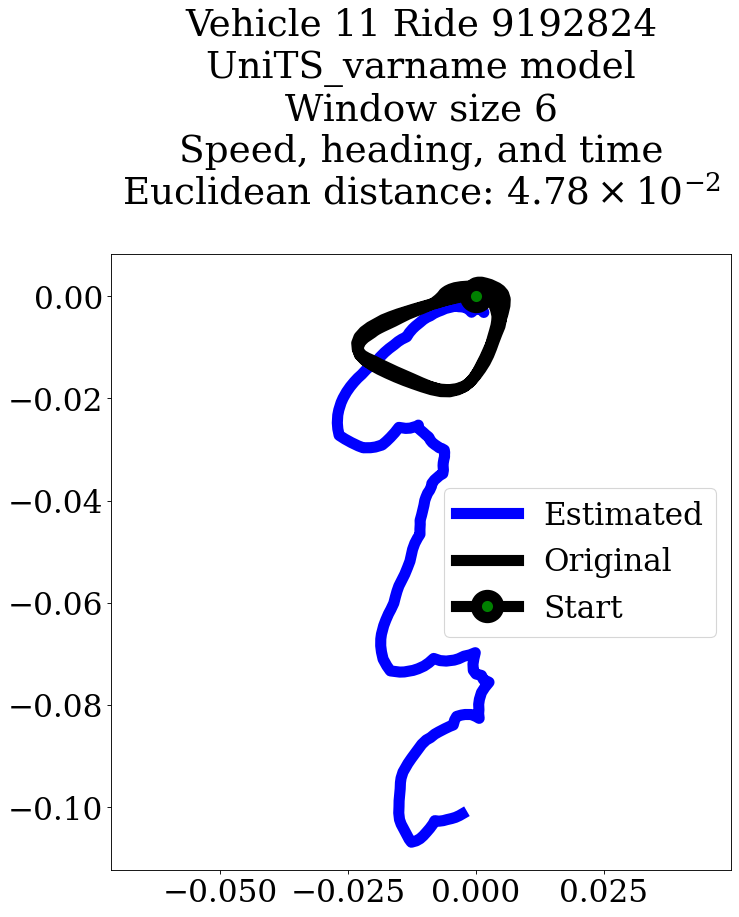 Vehicle 11 Ride 9192824
UniTS_varname model
Window size 6
Speed, heading, and time
Euclidean distance: 4.78 × 10⁻²
0.00
−0.02
−0.04
−0.06
−0.08
−0.10
Estimated
Original
Start
−0.050 −0.025 0.000 0.025